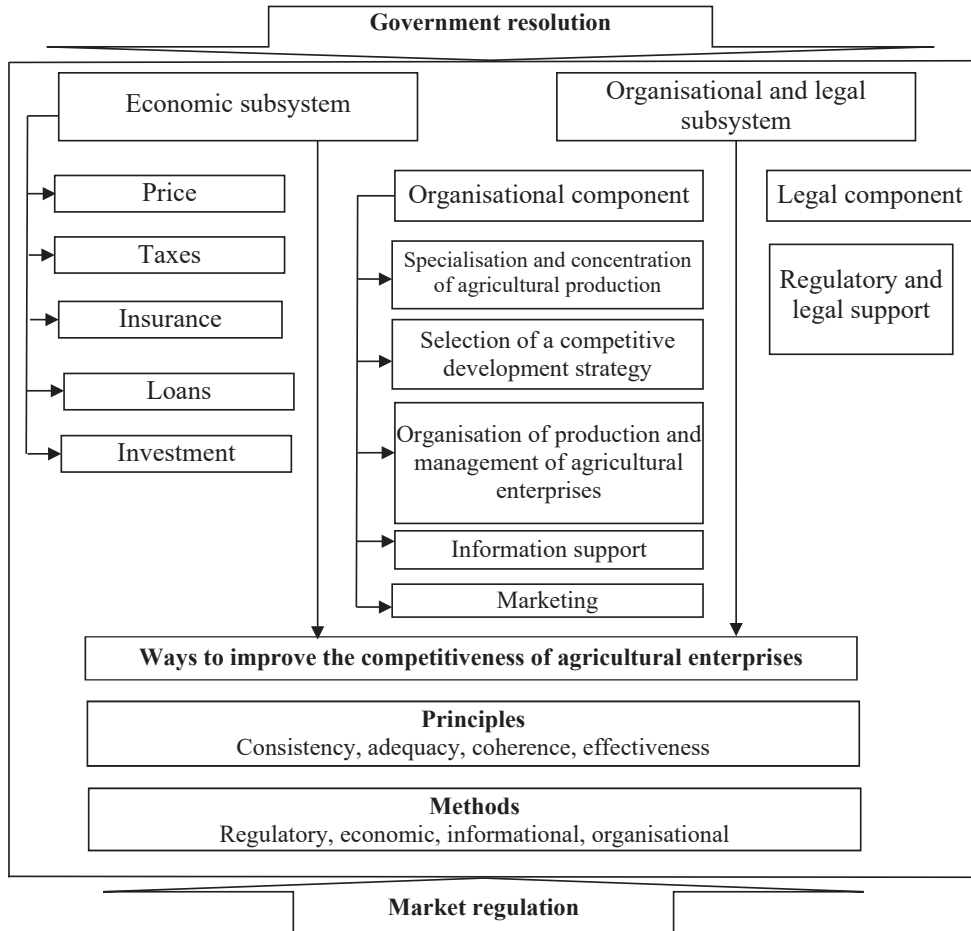 Government resolution
Economic subsystem
Organisational and legal
subsystem
Price
Taxes
Insurance
Loans
Investment
Organisational component
Specialisation and concentration
of agricultural production
Selection of a competitive
development strategy
Organisation of production and
management of agricultural
enterprises
Information support
Marketing
Legal component
Regulatory and
legal support
Ways to improve the competitiveness of agricultural enterprises
Principles
Consistency, adequacy, coherence, effectiveness
Methods
Regulatory, economic, informational, organisational
Market regulation